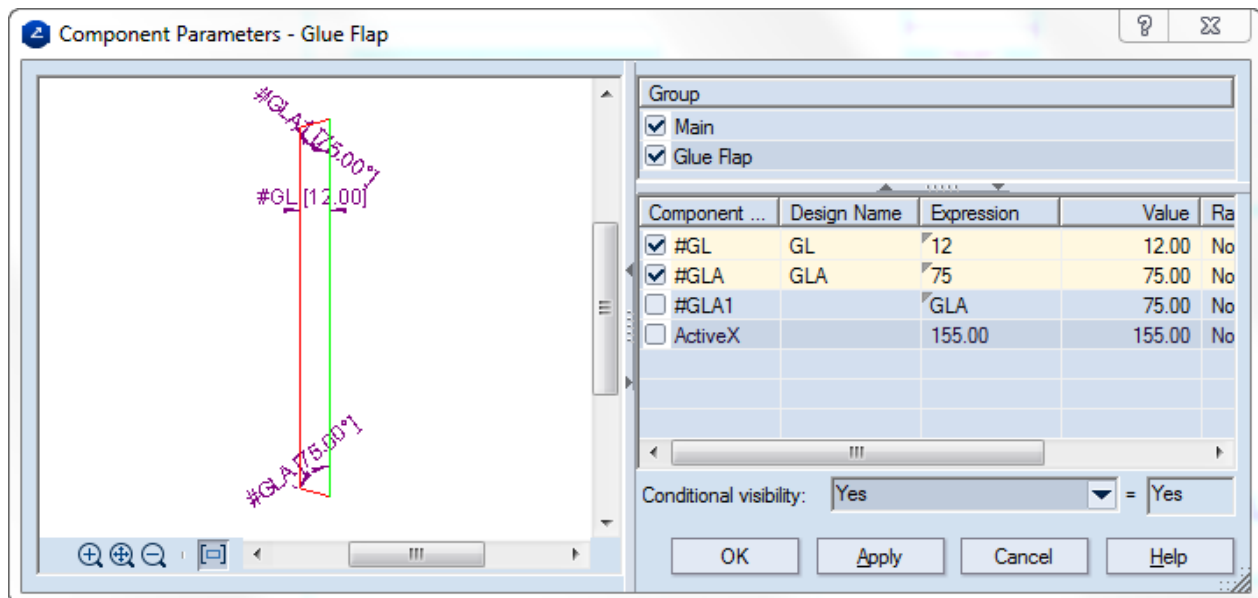 Component Parameters - Glue Flap
#GLA1 [75.00°]
#GL [12.00]
#GLA [75.00°]
Group
Main
Glue Flap
Component ... Design Name Expression Value Ra
#GL GL 12 12.00 No
#GLA GLA 75 75.00 No
#GLA1 GLA 75.00 No
ActiveX 155.00 155.00 No
Conditional visibility: Yes = Yes
OK Apply Cancel Help